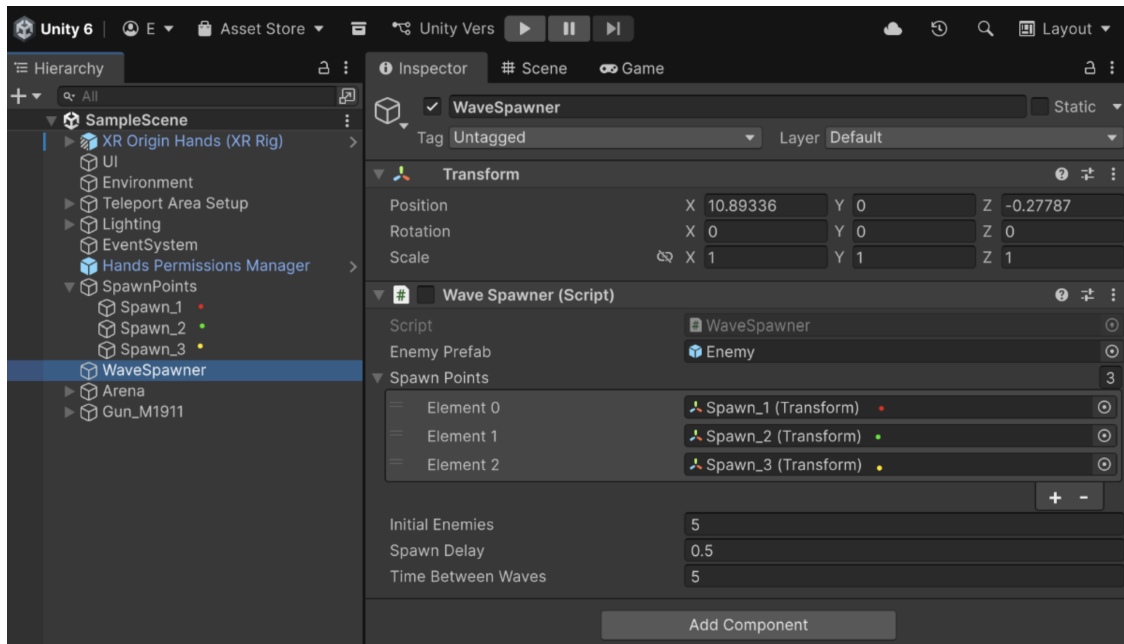 Unity 6 E Asset Store Unity Vers Layout
Hierarchy
Inspector Scene Game
All
SampleScene
XR Origin Hands (XR Rig)
UI
Environment
Teleport Area Setup
Lighting
EventSystem
Hands Permissions Manager
SpawnPoints
Spawn_1
Spawn_2
Spawn_3
WaveSpawner
Arena
Gun_M1911
WaveSpawner Static
Tag Untagged Layer Default
Transform
Position X 10.89336 Y 0 Z -0.27787
Rotation X 0 Y 0 Z 0
Scale X 1 Y 1 Z 1
# Wave Spawner (Script)
Script WaveSpawner
Enemy Prefab Enemy
Spawn Points 3
Element 0 Spawn_1 (Transform)
Element 1 Spawn_2 (Transform)
Element 2 Spawn_3 (Transform)
+ -
Initial Enemies 5
Spawn Delay 0.5
Time Between Waves 5
Add Component